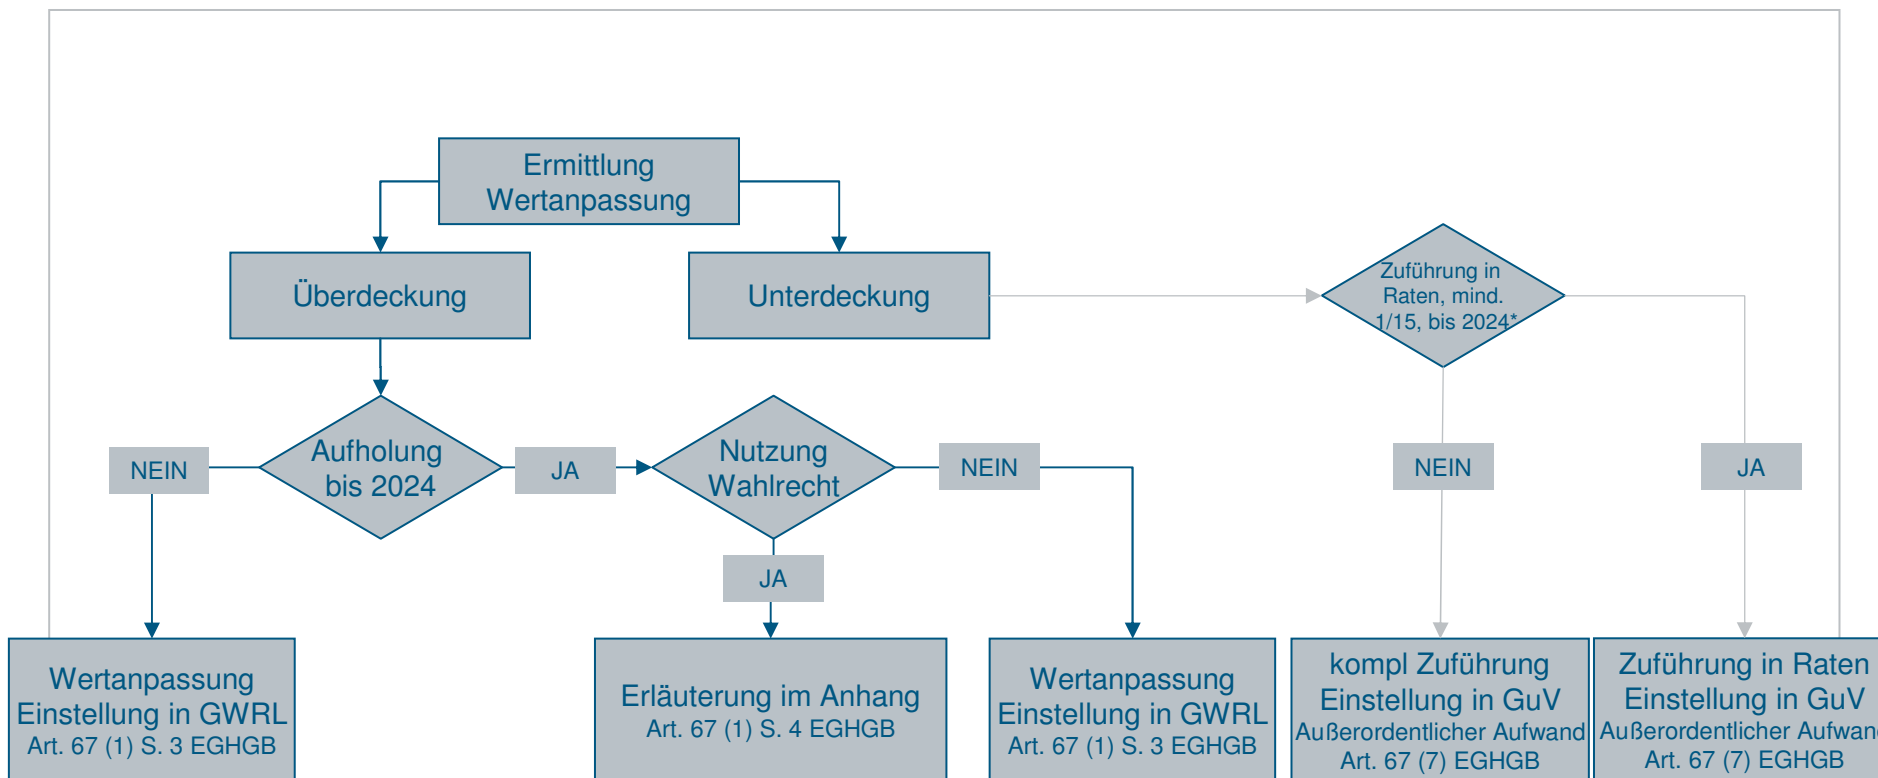 Ermittlung
Wertanpassung
Überdeckung
Unterdeckung
Zuführung in
Raten, mind.
1/15, bis 2024*
Aufholung
bis 2024
Nutzung
Wahlrecht
NEIN
JA
NEIN
NEIN
JA
JA
Wertanpassung
Einstellung in GWRL
Art. 67 (1) S. 3 EGHGB
Erläuterung im Anhang
Art. 67 (1) S. 4 EGHGB
Wertanpassung
Einstellung in GWRL
Art. 67 (1) S. 3 EGHGB
kompl Zuführung
Einstellung in GuV
Außerordentlicher Aufwand
Art. 67 (7) EGHGB
Zuführung in Raten
Einstellung in GuV
Außerordentlicher Aufwand
Art. 67 (7) EGHGB